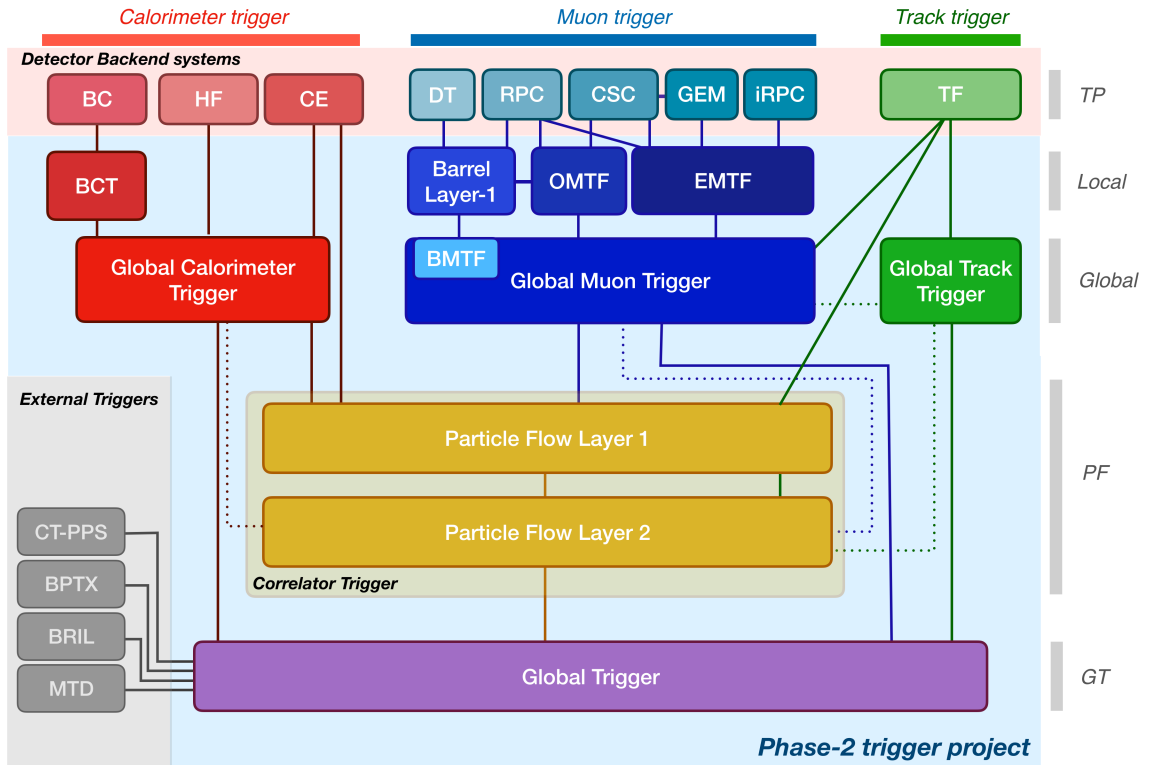 Calorimeter trigger
Muon trigger
Track trigger
Detector Backend systems
BC
HF
CE
DT
RPC
CSC
GEM
iRPC
TF
TP
BCT
Barrel
Layer-1
OMTF
EMTF
Local
Global Calorimeter
Trigger
BMTF
Global Muon Trigger
Global Track
Trigger
Global
External Triggers
Particle Flow Layer 1
PF
Particle Flow Layer 2
Correlator Trigger
CT-PPS
BPTX
BRIL
MTD
Global Trigger
GT
Phase-2 trigger project